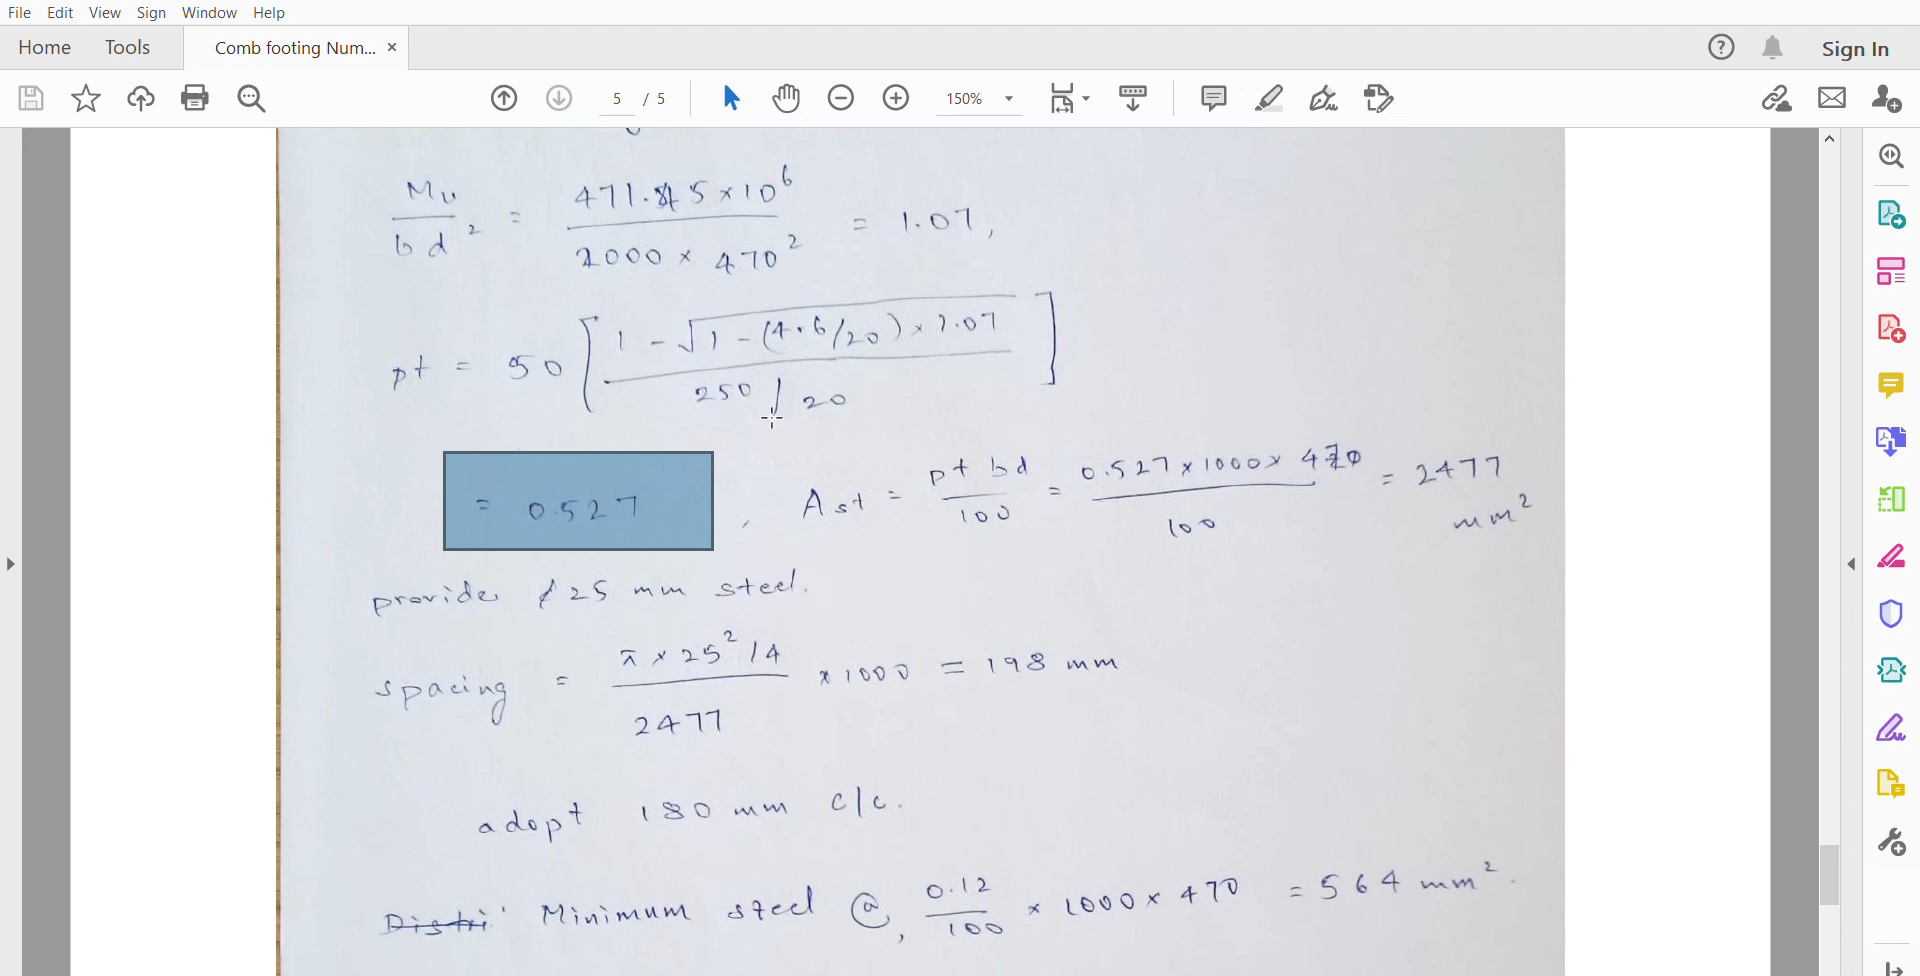 File Edit View Sign Window Help
Home Tools Comb footing Num... × Sign In
5 / 5 150%
Mu / bd² = 471.45 × 10⁶ / 2000 × 470² = 1.07,
pt = 50 [ 1 - √1 - (4.6/20) × 1.07 / 250/20 ]
= 0.527 , Ast = pt bd / 100 = 0.527 × 1000 × 470 / 100 = 2477 mm²
provide 25 mm steel.
spacing = π × 25² / 4 / 2477 × 1000 = 198 mm
adopt 180 mm c/c.
Distri Minimum steel @, 0.12 / 100 × 1000 × 470 = 564 mm².